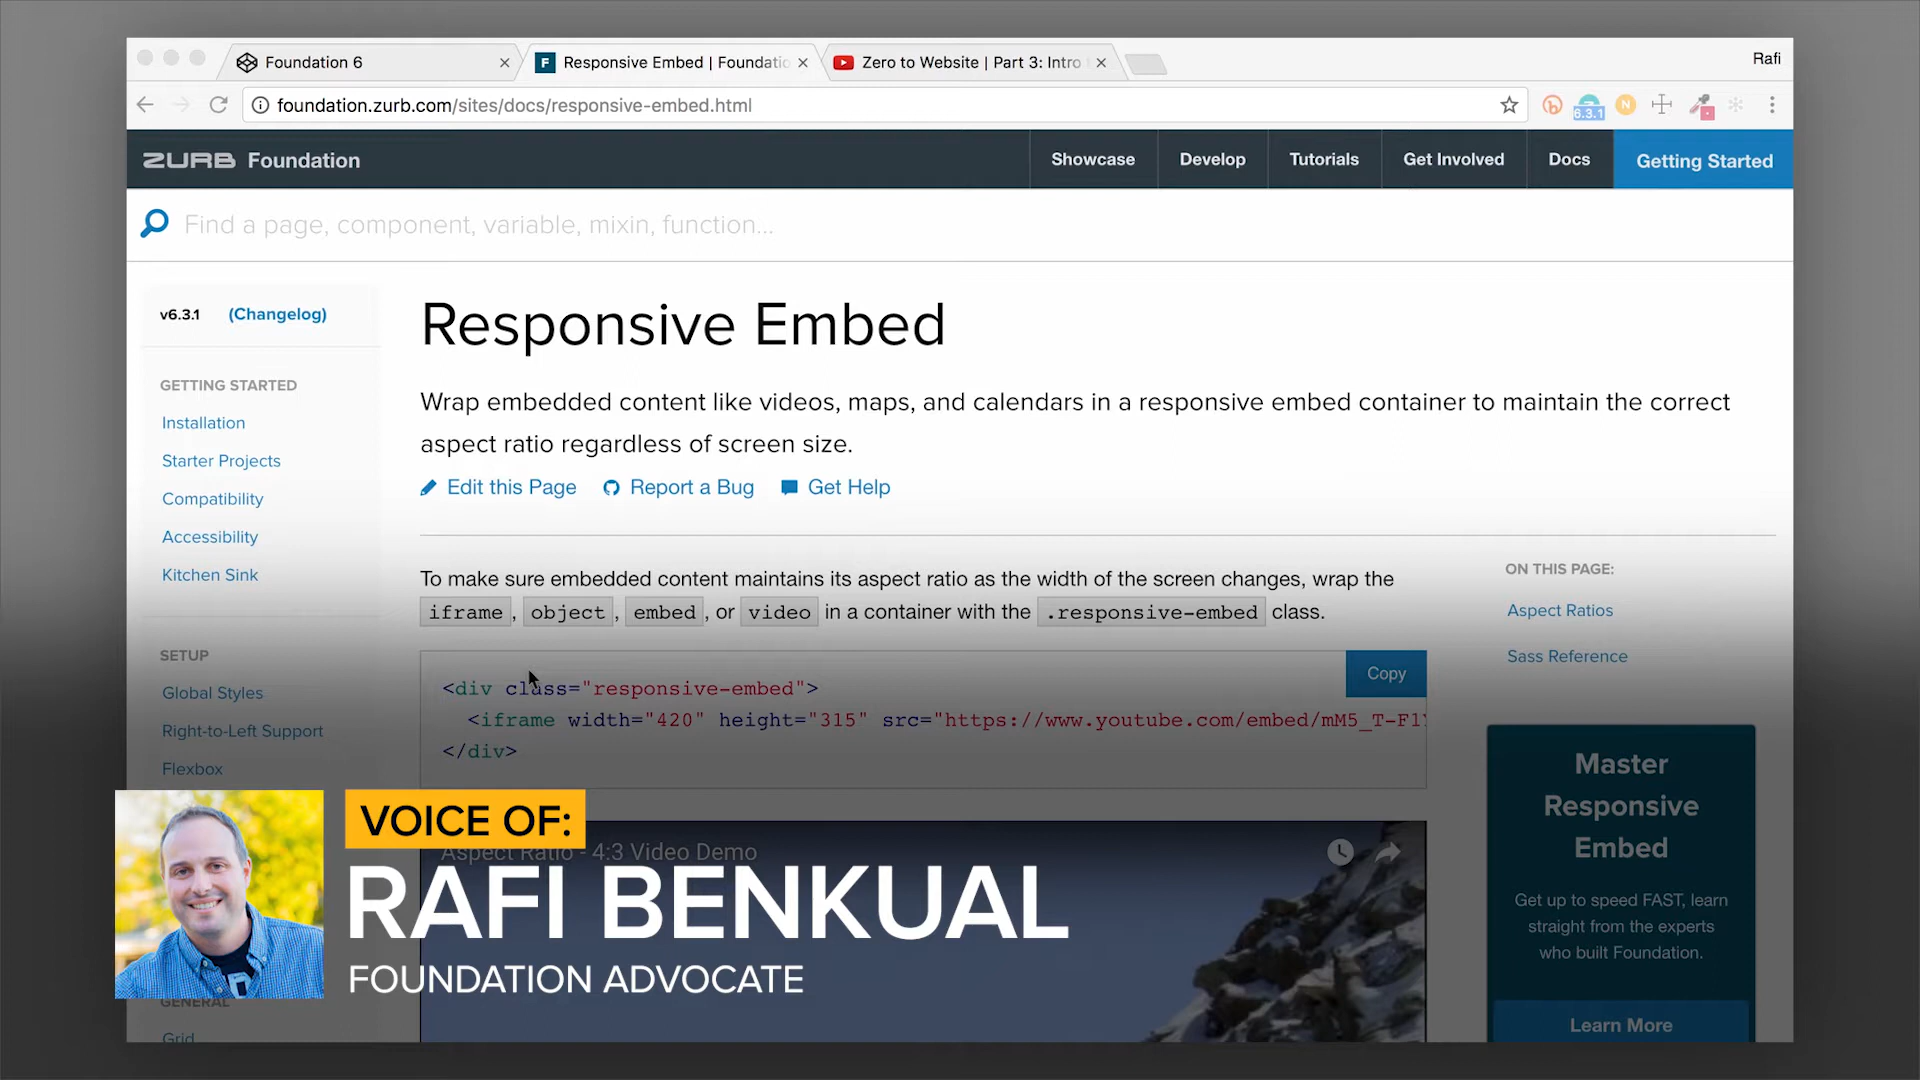 Foundation 6
Responsive Embed | Foundatio
Zero to Website | Part 3: Intro
Rafi
foundation.zurb.com/sites/docs/responsive-embed.html
6.3.1
N
ZURB Foundation
Showcase
Develop
Tutorials
Get Involved
Docs
Getting Started
Find a page, component, variable, mixin, function...
v6.3.1 (Changelog)
GETTING STARTED
Installation
Starter Projects
Compatibility
Accessibility
Kitchen Sink
SETUP
Global Styles
Right-to-Left Support
Flexbox
GENERAL
Grid
Responsive Embed
Wrap embedded content like videos, maps, and calendars in a responsive embed container to maintain the correct
aspect ratio regardless of screen size.
Edit this Page Report a Bug Get Help
To make sure embedded content maintains its aspect ratio as the width of the screen changes, wrap the
iframe, object, embed, or video in a container with the .responsive-embed class.
Copy
<div class="responsive-embed">
<iframe width="420" height="315" src="https://www.youtube.com/embed/mM5_T-F1Y
</div>
Aspect Ratio - 4:3 Video Demo
ON THIS PAGE:
Aspect Ratios
Sass Reference
Master
Responsive
Embed
Get up to speed FAST, learn
straight from the experts
who built Foundation.
Learn More
VOICE OF:
RAFI BENKUAL
FOUNDATION ADVOCATE